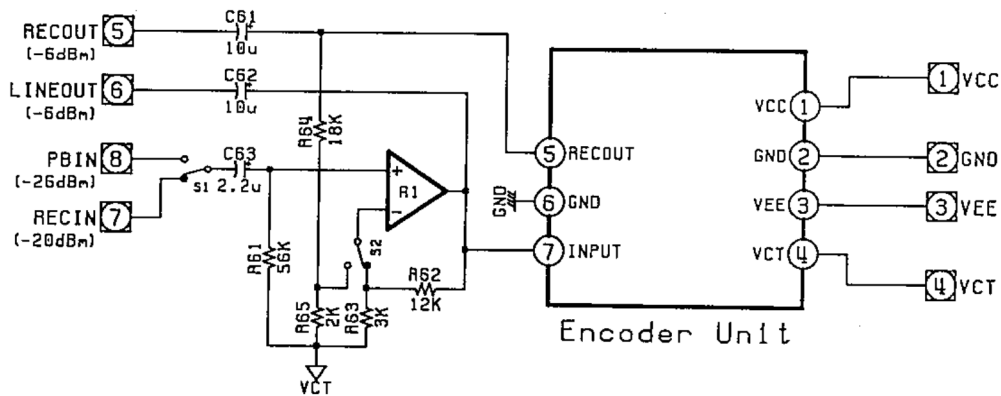 RECOUT 5
(-6dBm)
C61
10u
LINEOUT 6
(-6dBm)
C62
10u
PBIN 8
(-26dBm)
RECIN 7
(-20dBm)
S1
C63
2.2u
R64
18K
R61
56K
R1
+
-
S2
R62
12K
R65
2K
R63
3K
VCT
5 RECOUT
GND 6 GND
7 INPUT
VCC 1
GND 2
VEE 3
VCT 4
1 VCC
2 GND
3 VEE
4 VCT
Encoder Unit